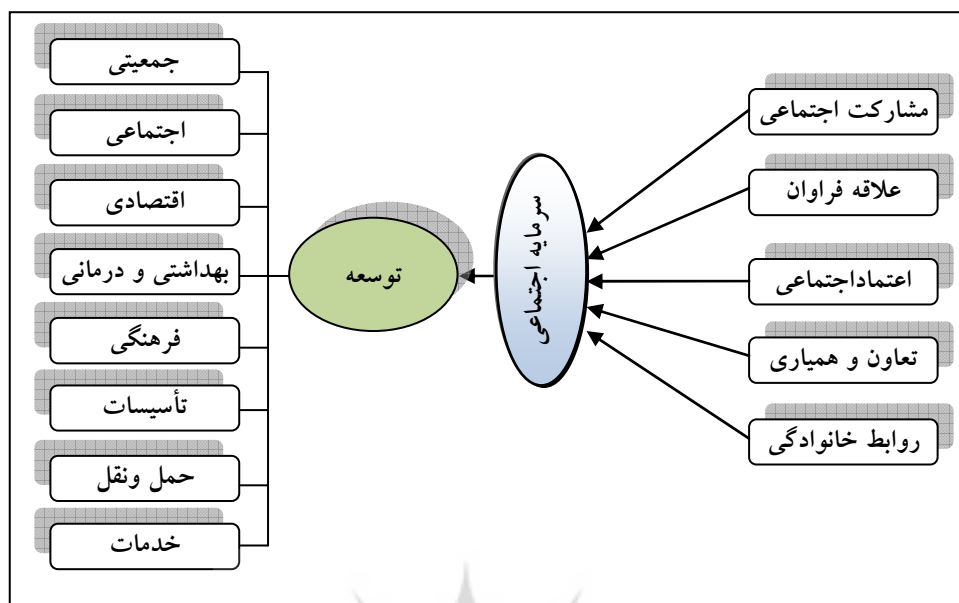 مشارکت اجتماعی
علاقه فراوان
اعتماداجتماعی
تعاون و همیاری
روابط خانوادگی
سرمایه اجتماعی
توسعه
جمعیتی
اجتماعی
اقتصادی
بهداشتی و درمانی
فرهنگی
تأسیسات
حمل ونقل
خدمات